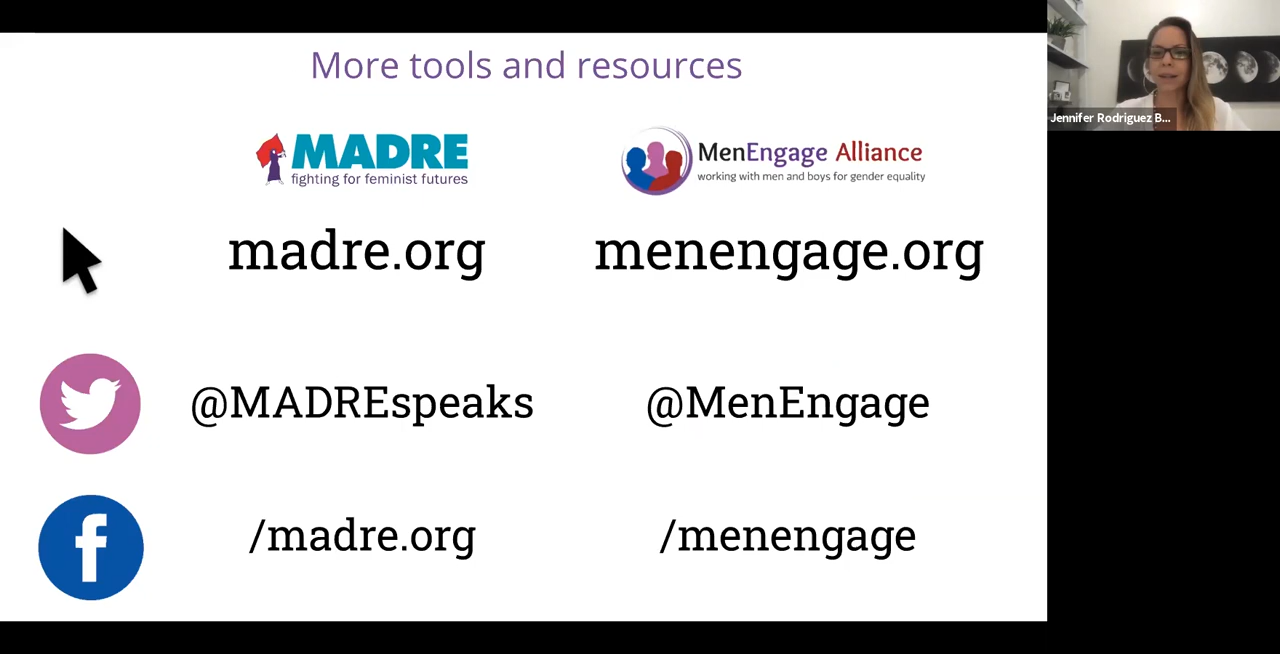 More tools and resources
MADRE
fighting for feminist futures
MenEngage Alliance
working with men and boys for gender equality
madre.org
menengage.org
@MADREspeaks
@MenEngage
/madre.org
/menengage
Jennifer Rodriguez B...